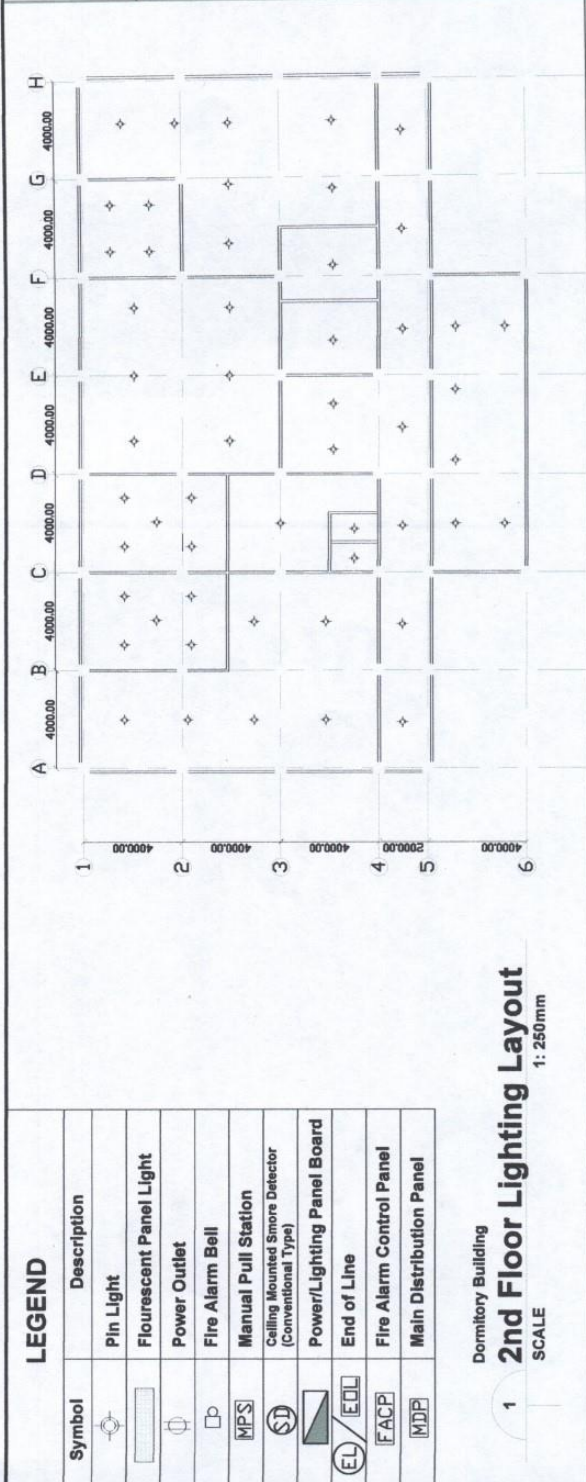 LEGEND
Symbol Description
Pin Light
Flourescent Panel Light
Power Outlet
Fire Alarm Bell
MPS Manual Pull Station
SD Ceiling Mounted Smore Detector
(Conventional Type)
Power/Lighting Panel Board
EL / EOL End of Line
FACP Fire Alarm Control Panel
MDP Main Distribution Panel
A B C D E F G H
4000.00 4000.00 4000.00 4000.00 4000.00 4000.00 4000.00
1
4000.00
2
4000.00
3
4000.00
4
2000.00
5
4000.00
6
Dormitory Building
1 2nd Floor Lighting Layout
SCALE 1: 250mm